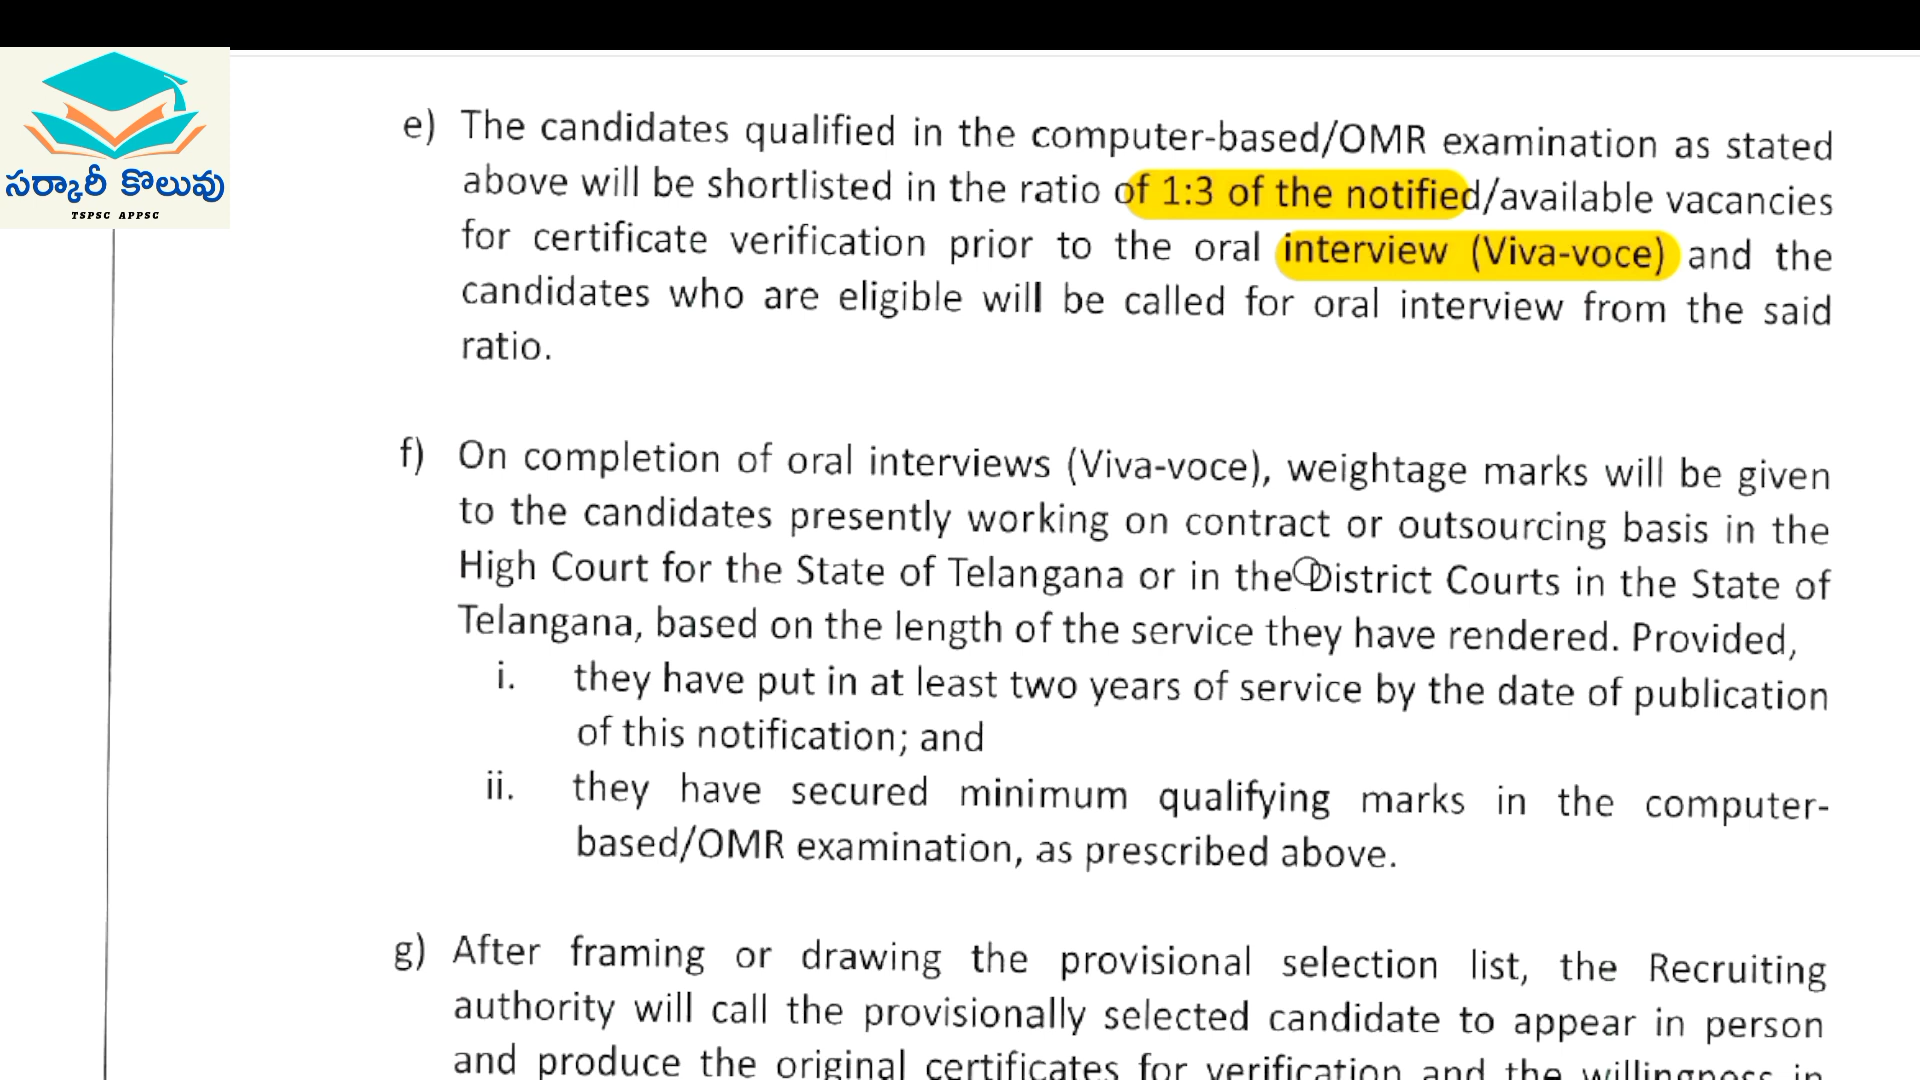 సర్కారీ కొలువు
TSPSC APPSC
e) The candidates qualified in the computer-based/OMR examination as stated
above will be shortlisted in the ratio of 1:3 of the notified/available vacancies
for certificate verification prior to the oral interview (Viva-voce) and the
candidates who are eligible will be called for oral interview from the said
ratio.
f) On completion of oral interviews (Viva-voce), weightage marks will be given
to the candidates presently working on contract or outsourcing basis in the
High Court for the State of Telangana or in the District Courts in the State of
Telangana, based on the length of the service they have rendered. Provided,
i. they have put in at least two years of service by the date of publication
of this notification; and
ii. they have secured minimum qualifying marks in the computer-
based/OMR examination, as prescribed above.
g) After framing or drawing the provisional selection list, the Recruiting
authority will call the provisionally selected candidate to appear in person
and produce the original certificates for verification and the willingness in